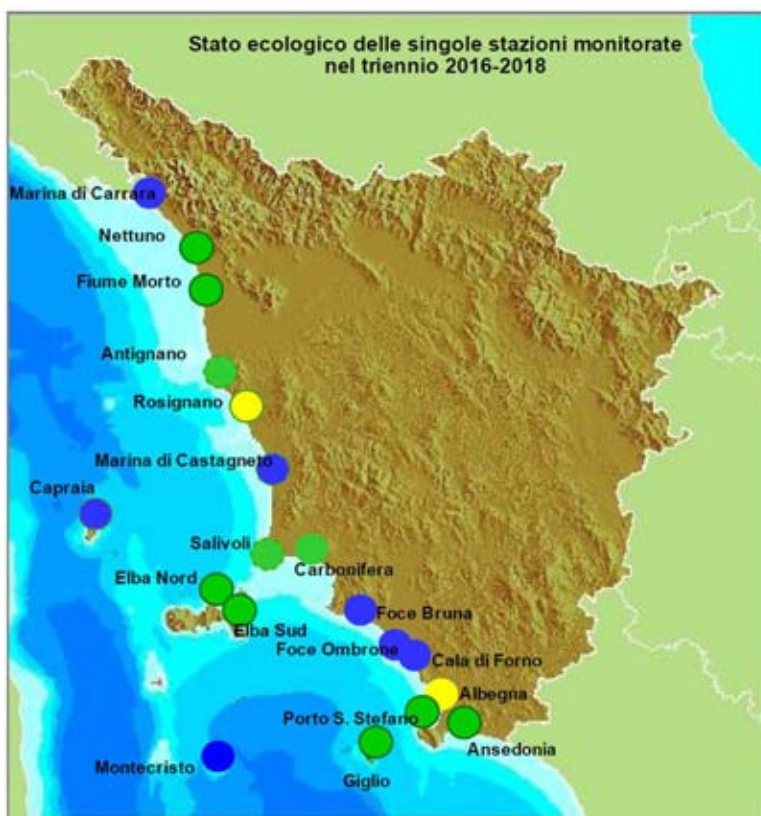 Stato ecologico delle singole stazioni monitorate
nel triennio 2016-2018
Marina di Carrara
Nettuno
Fiume Morto
Antignano
Rosignano
Marina di Castagneto
Capraia
Salivoli
Carbonifera
Elba Nord
Elba Sud
Foce Bruna
Foce Ombrone
Cala di Forno
Albegna
Porto S. Stefano
Ansedonia
Montecristo
Giglio